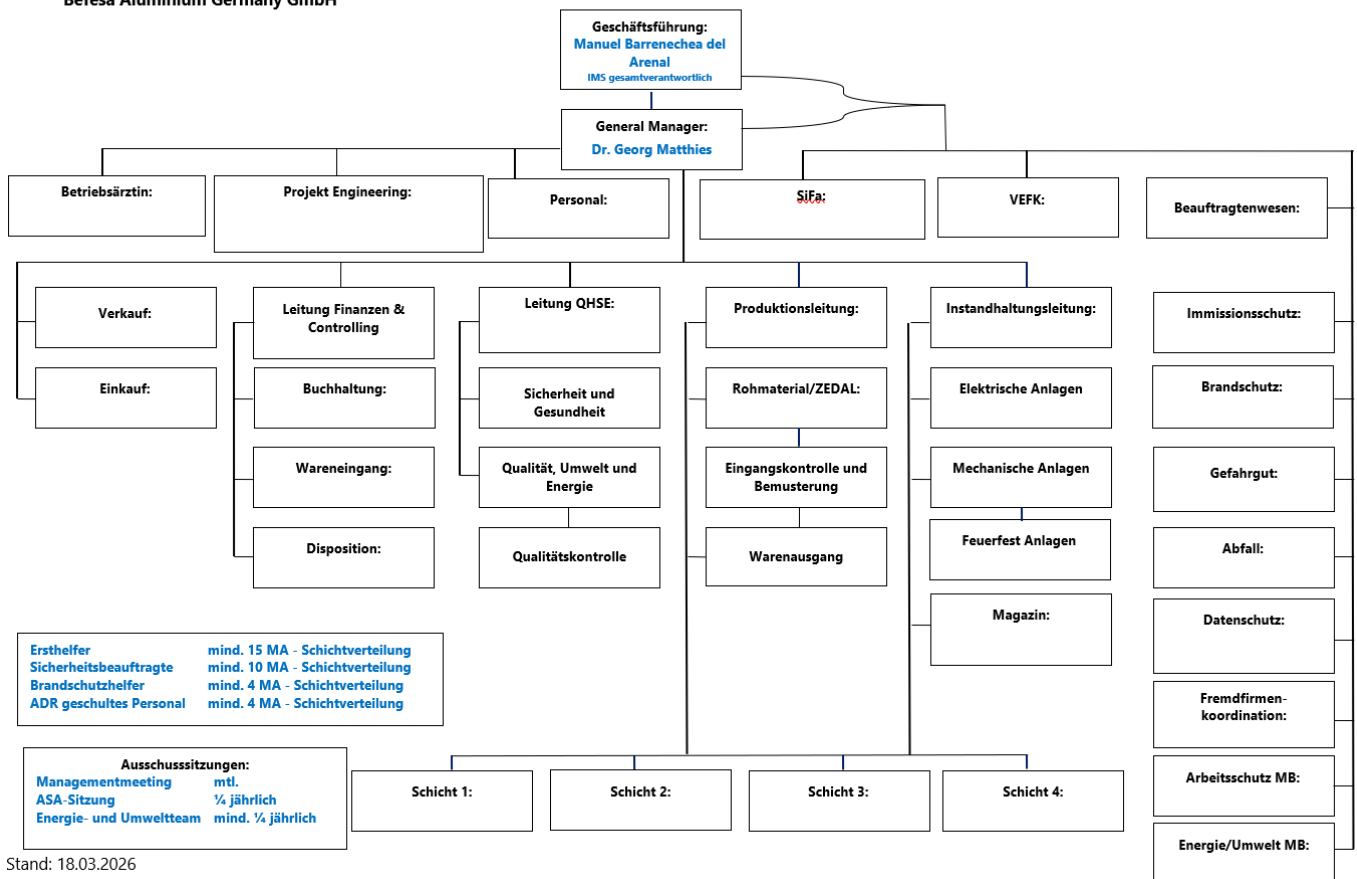 Befesa Aluminium Germany GmbH
Geschäftsführung:
Manuel Barrenechea del
Arenal
IMS gesamtverantwortlich
General Manager:
Dr. Georg Matthies
Betriebsärztin:
Projekt Engineering:
Personal:
SiFa:
VEFK:
Beauftragtenwesen:
Verkauf:
Leitung Finanzen &
Controlling
Leitung QHSE:
Produktionsleitung:
Instandhaltungsleitung:
Immissionsschutz:
Einkauf:
Buchhaltung:
Sicherheit und
Gesundheit
Rohmaterial/ZEDAL:
Elektrische Anlagen
Brandschutz:
Wareneingang:
Qualität, Umwelt und
Energie
Eingangskontrolle und
Bemusterung
Mechanische Anlagen
Gefahrgut:
Disposition:
Qualitätskontrolle
Warenausgang
Feuerfest Anlagen
Abfall:
Magazin:
Datenschutz:
Ersthelfer mind. 15 MA - Schichtverteilung
Sicherheitsbeauftragte mind. 10 MA - Schichtverteilung
Brandschutzhelfer mind. 4 MA - Schichtverteilung
ADR geschultes Personal mind. 4 MA - Schichtverteilung
Fremdfirmen-
koordination:
Ausschusssitzungen:
Managementmeeting mtl.
ASA-Sitzung ¼ jährlich
Energie- und Umweltteam mind. ¼ jährlich
Schicht 1:
Schicht 2:
Schicht 3:
Schicht 4:
Arbeitsschutz MB:
Energie/Umwelt MB:
Stand: 18.03.2026